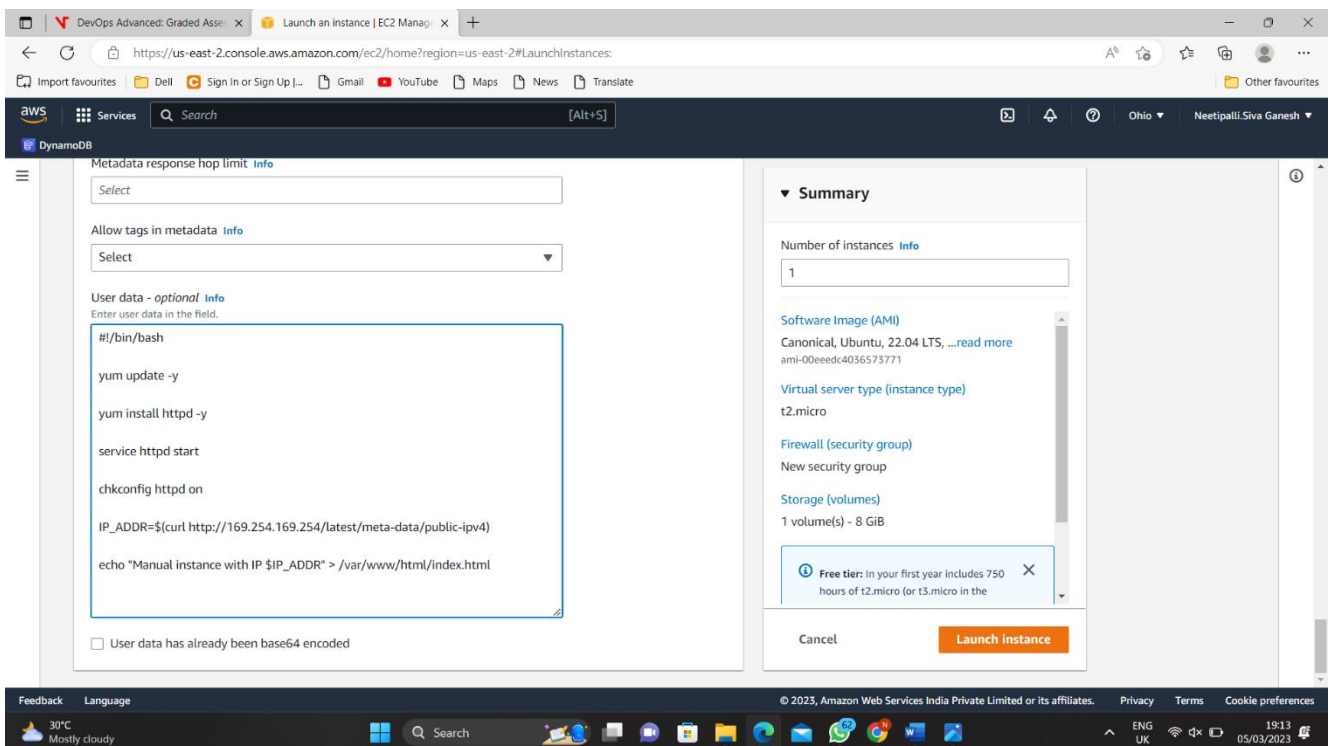 DevOps Advanced: Graded Asse
Launch an instance | EC2 Manag
https://us-east-2.console.aws.amazon.com/ec2/home?region=us-east-2#LaunchInstances:
Import favourites
Dell
Sign In or Sign Up |...
Gmail
YouTube
Maps
News
Translate
Other favourites
aws
Services
Search
[Alt+S]
Ohio
Neetipalli.Siva Ganesh
DynamoDB
Metadata response hop limit Info
Select
Allow tags in metadata Info
Select
User data - optional Info
Enter user data in the field.
#!/bin/bash
yum update -y
yum install httpd -y
service httpd start
chkconfig httpd on
IP_ADDR=$(curl http://169.254.169.254/latest/meta-data/public-ipv4)
echo "Manual instance with IP $IP_ADDR" > /var/www/html/index.html
User data has already been base64 encoded
Summary
Number of instances Info
1
Software Image (AMI)
Canonical, Ubuntu, 22.04 LTS, ...read more
ami-00eeedc4036573771
Virtual server type (instance type)
t2.micro
Firewall (security group)
New security group
Storage (volumes)
1 volume(s) - 8 GiB
Free tier: In your first year includes 750
hours of t2.micro (or t3.micro in the
Cancel
Launch instance
Feedback
Language
© 2023, Amazon Web Services India Private Limited or its affiliates.
Privacy
Terms
Cookie preferences
30°C
Mostly cloudy
Search
62
ENG
UK
19:13
05/03/2023